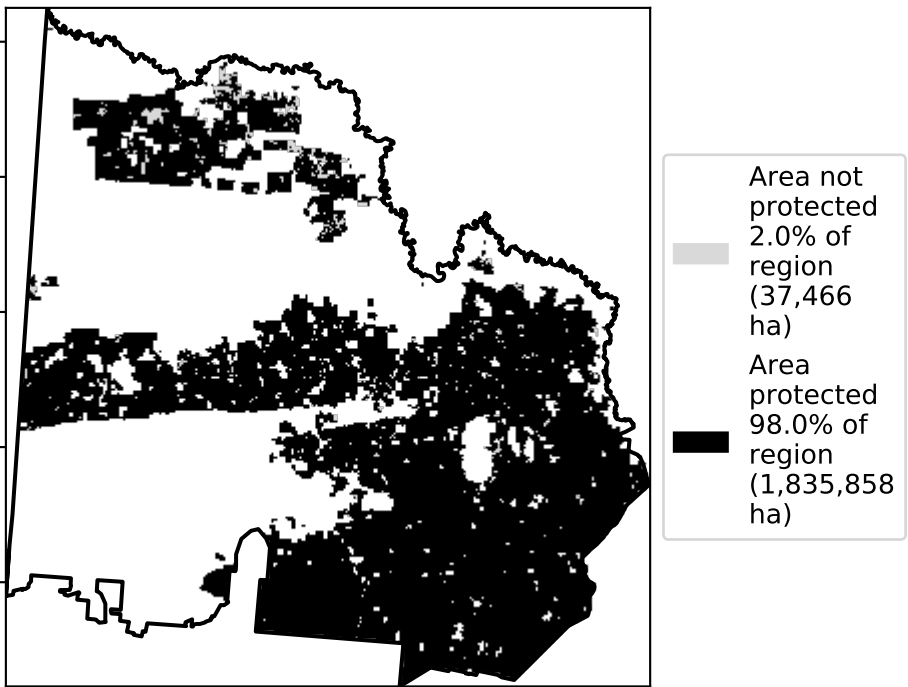 Area not
protected
2.0% of
region
(37,466
ha)
Area
protected
98.0% of
region
(1,835,858
ha)